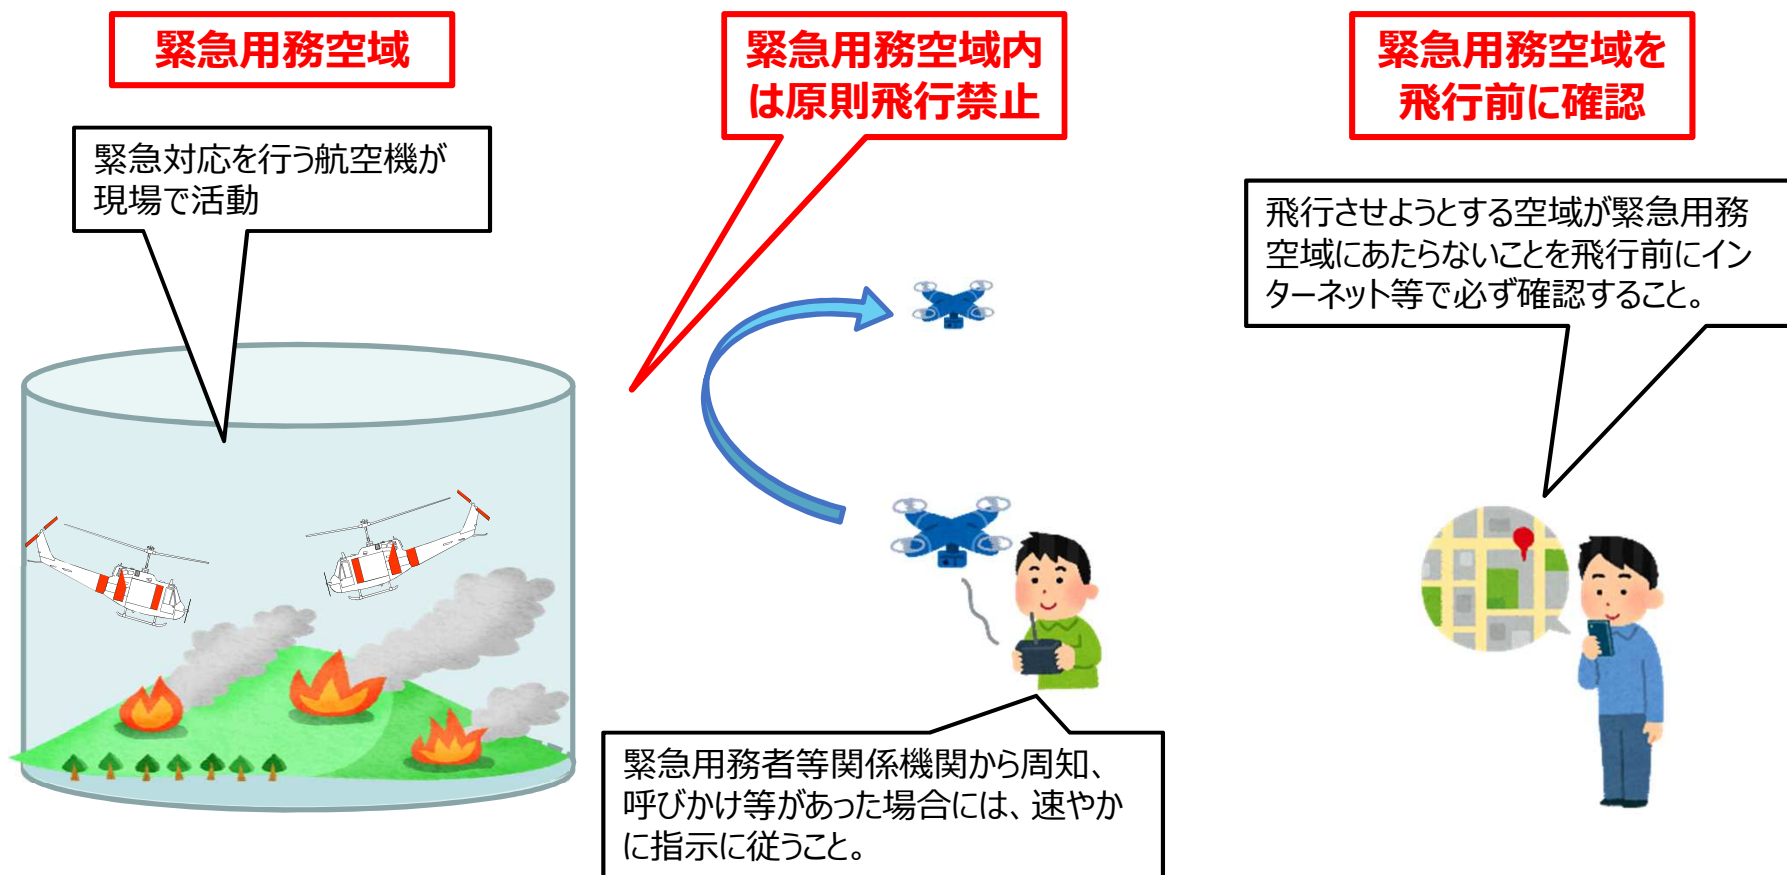 緊急用務空域
緊急対応を行う航空機が
現場で活動
緊急用務空域内
は原則飛行禁止
緊急用務者等関係機関から周知、
呼びかけ等があった場合には、速やか
に指示に従うこと。
緊急用務空域を
飛行前に確認
飛行させようとする空域が緊急用務
空域にあたらないことを飛行前にイン
ターネット等で必ず確認すること。